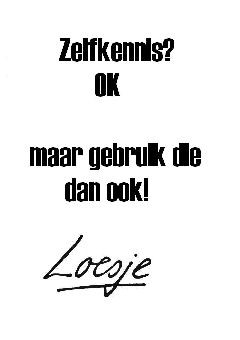 Zelfkennis?
OK
maar gebruik die
dan ook!
Loesje